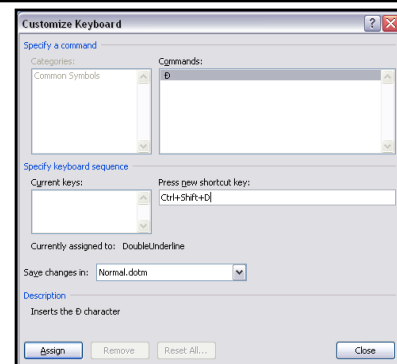 Customize Keyboard
Specify a command
Categories:
Commands:
Common Symbols
Đ
Specify keyboard sequence
Current keys:
Press new shortcut key:
Ctrl+Shift+D
Currently assigned to: DoubleUnderline
Save changes in: Normal.dotm
Description
Inserts the Đ character
Assign Remove Reset All... Close